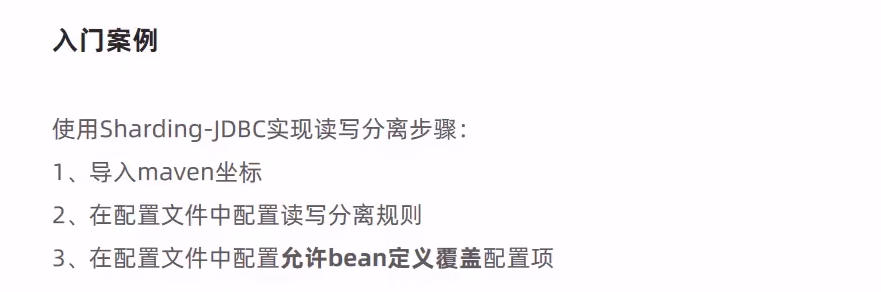 入门案例
使用Sharding-JDBC实现读写分离步骤：
1、导入maven坐标
2、在配置文件中配置读写分离规则
3、在配置文件中配置允许bean定义覆盖配置项